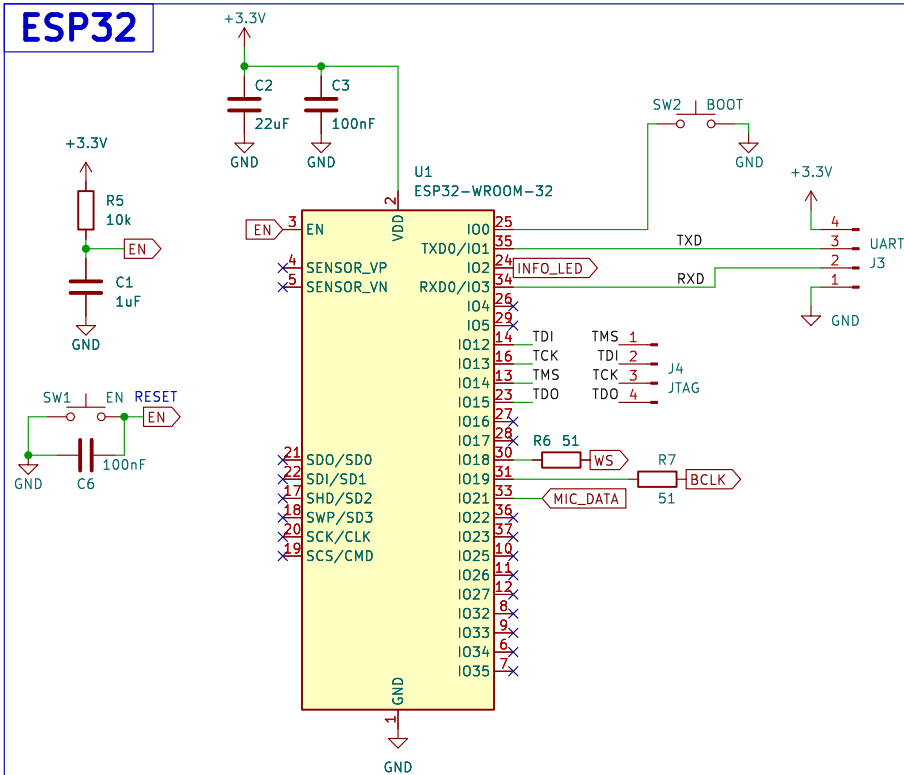 ESP32
+3.3V
C2
22uF
GND
C3
100nF
GND
SW2 BOOT
GND
+3.3V
R5
10k
EN
C1
1uF
GND
U1
ESP32-WROOM-32
2
VDD
EN
3
EN
4
SENSOR_VP
5
SENSOR_VN
21
SDO/SD0
22
SDI/SD1
17
SHD/SD2
18
SWP/SD3
20
SCK/CLK
19
SCS/CMD
IO0
25
TXD0/IO1
35
TXD
IO2
24
INFO_LED
RXD0/IO3
34
RXD
IO4
26
IO5
29
IO12
14
TDI
IO13
16
TCK
IO14
13
TMS
IO15
23
TDO
IO16
27
IO17
28
IO18
30
R6 51
WS
IO19
31
R7
51
BCLK
IO21
33
MIC_DATA
IO22
36
IO23
37
IO25
10
IO26
11
IO27
12
IO32
8
IO33
9
IO34
6
IO35
7
GND
1
GND
+3.3V
4
3
2
1
UART
J3
GND
TMS 1
TDI 2
TCK 3
TDO 4
J4
JTAG
SW1 EN RESET
EN
GND
100nF
C6